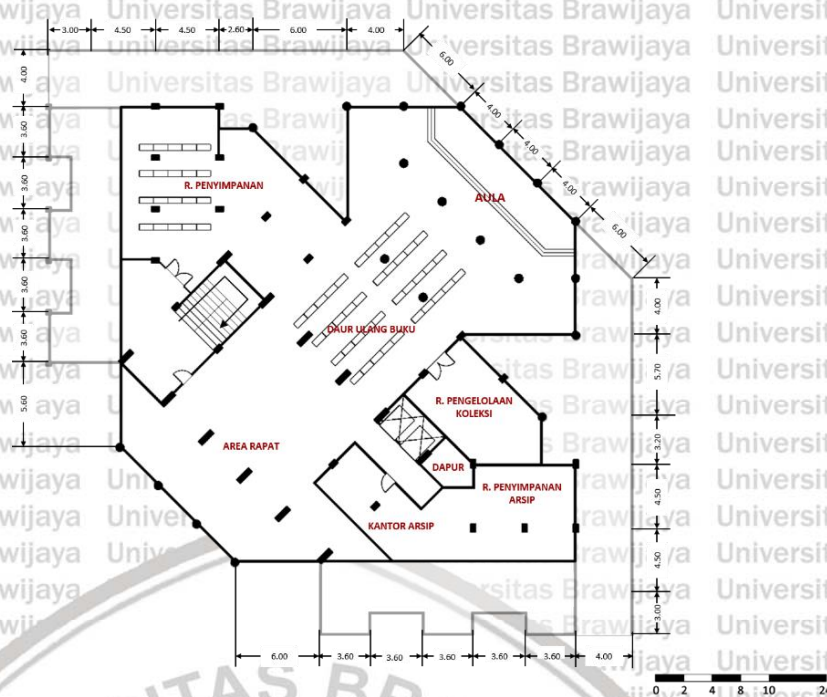 3.00 4.50 4.50 2.60 6.00 4.00
4.00
3.60
3.60
3.60
3.60
3.60
5.60
6.00
4.00
4.00
4.00
6.00
4.00
5.70
3.20
4.50
4.50
3.00
R. PENYIMPANAN
AULA
DAUR ULANG BUKU
R. PENGELOLAAN
KOLEKSI
AREA RAPAT
DAPUR
R. PENYIMPANAN
ARSIP
KANTOR ARSIP
6.00 3.60 3.60 3.60 3.60 3.60 4.00
0 2 4 8 10
Universitas Brawijaya